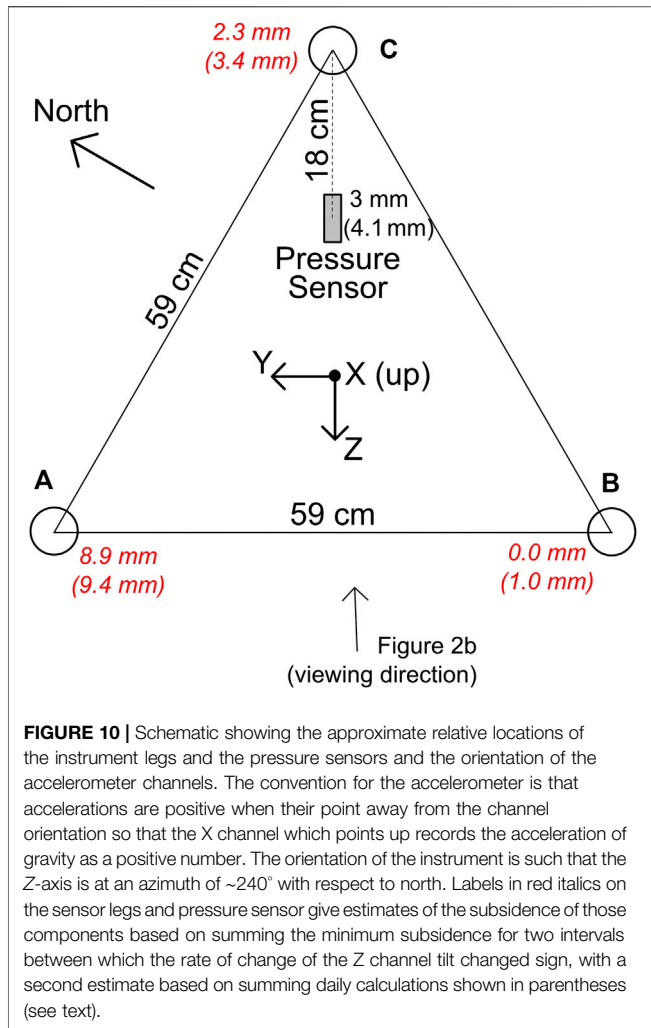 2.3 mm
(3.4 mm)
C
North
18 cm
3 mm
(4.1 mm)
Pressure
Sensor
59 cm
Y
X (up)
Z
A
B
59 cm
8.9 mm
(9.4 mm)
0.0 mm
(1.0 mm)
Figure 2b
(viewing direction)
FIGURE 10 | Schematic showing the approximate relative locations of
the instrument legs and the pressure sensors and the orientation of the
accelerometer channels. The convention for the accelerometer is that
accelerations are positive when their point away from the channel
orientation so that the X channel which points up records the acceleration of
gravity as a positive number. The orientation of the instrument is such that the
Z-axis is at an azimuth of ~240° with respect to north. Labels in red italics on
the sensor legs and pressure sensor give estimates of the subsidence of those
components based on summing the minimum subsidence for two intervals
between which the rate of change of the Z channel tilt changed sign, with a
second estimate based on summing daily calculations shown in parentheses
(see text).